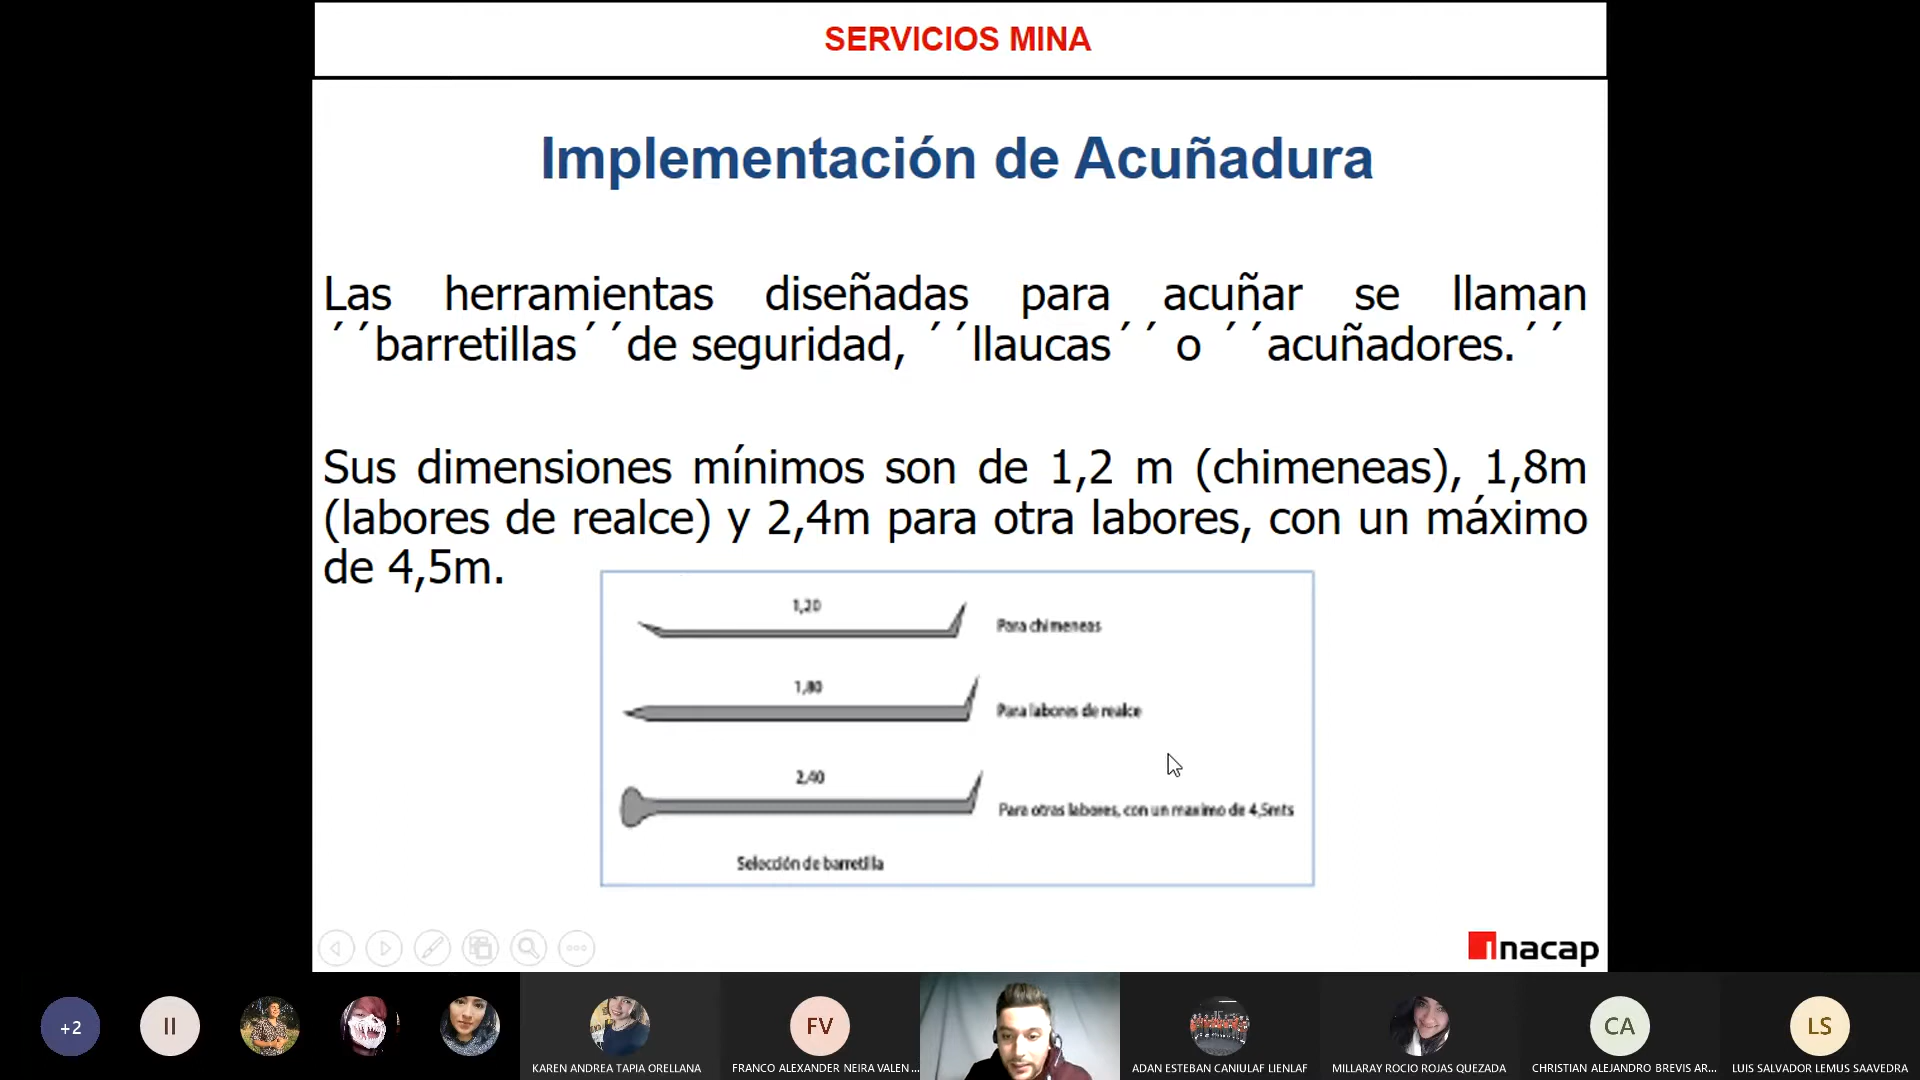 SERVICIOS MINA
Implementación de Acuñadura
Las herramientas diseñadas para acuñar se llaman
´´barretillas´´de seguridad, ´´llaucas´´ o ´´acuñadores.´´
Sus dimensiones mínimos son de 1,2 m (chimeneas), 1,8m
(labores de realce) y 2,4m para otra labores, con un máximo
de 4,5m.
1,20
Para chimeneas
1,80
Para labores de realce
2,40
Para otras labores, con un maximo de 4,5mts
Selección de barretilla
inacap
+2
II
FV
CA
LS
KAREN ANDREA TAPIA ORELLANA
FRANCO ALEXANDER NEIRA VALEN...
ADAN ESTEBAN CANIULAF LIENLAF
MILLARAY ROCIO ROJAS QUEZADA
CHRISTIAN ALEJANDRO BREVIS AR...
LUIS SALVADOR LEMUS SAAVEDRA